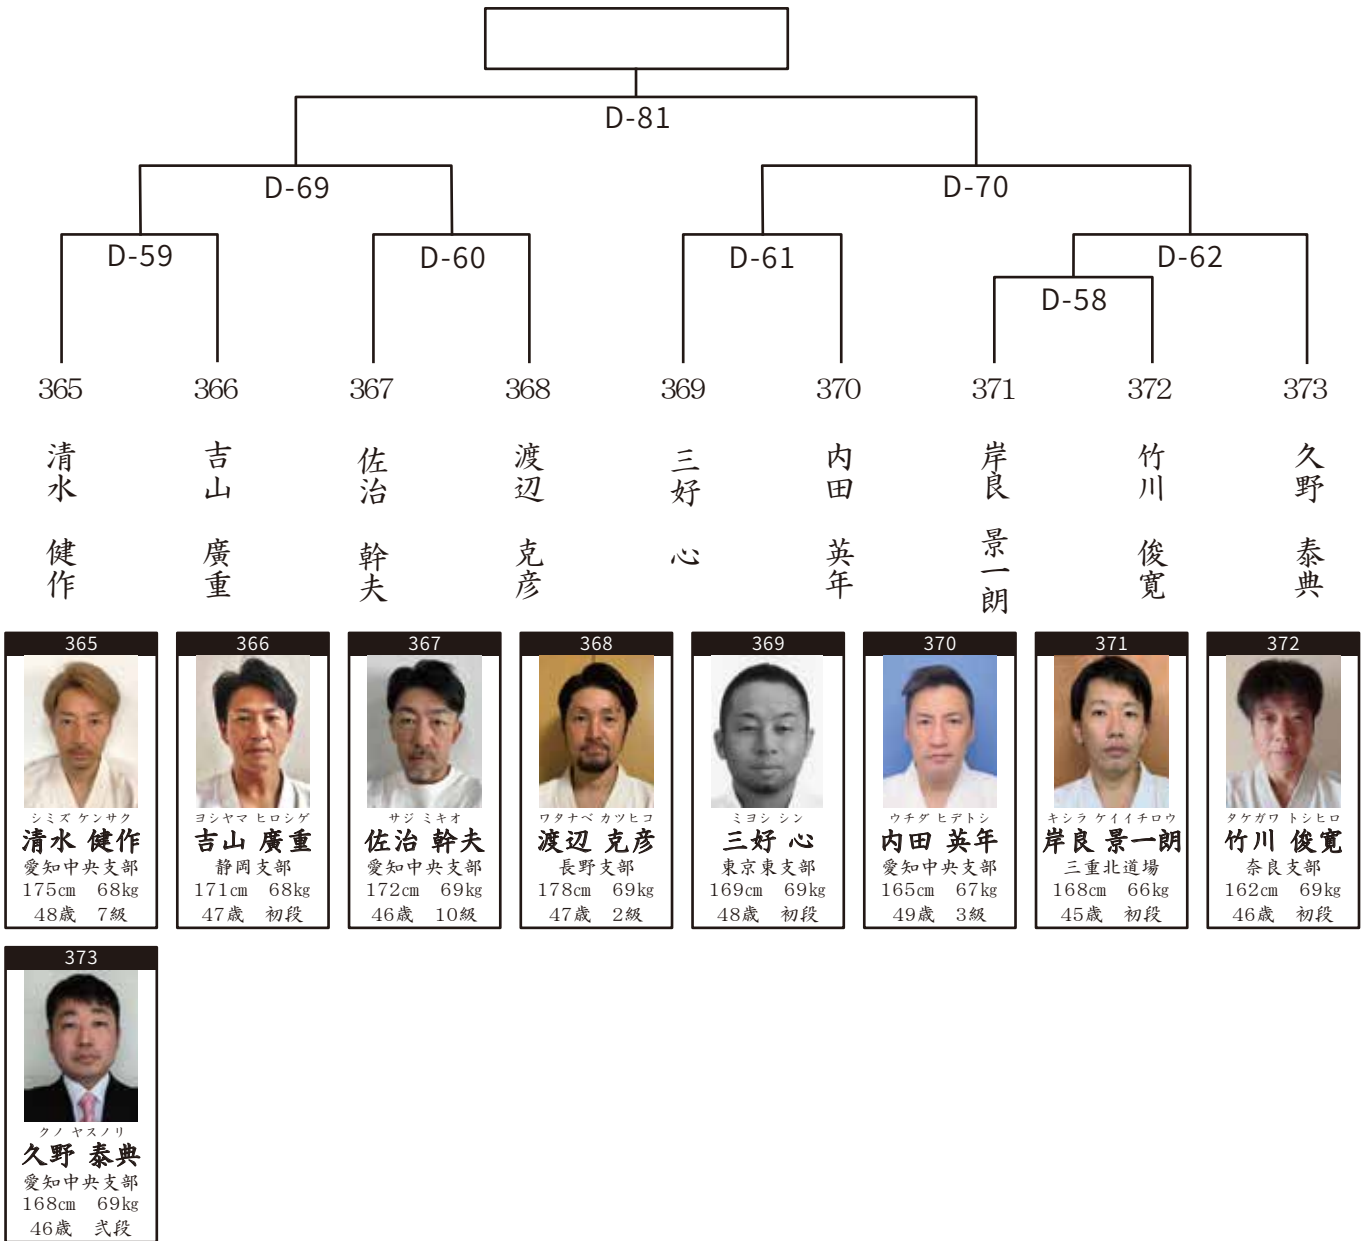 D-81
D-69
D-70
D-59
D-60
D-61
D-62
D-58
365
366
367
368
369
370
371
372
373
清水 健作
吉山 廣重
佐治 幹夫
渡辺 克彦
三好 心
内田 英年
岸良 景一朗
竹川 俊寛
久野 泰典
365
シミズ ケンサク
清水 健作
愛知中央支部
175cm 68kg
48歳 7級
366
ヨシヤマ ヒロシゲ
吉山 廣重
静岡支部
171cm 68kg
47歳 初段
367
サジ ミキオ
佐治 幹夫
愛知中央支部
172cm 69kg
46歳 10級
368
ワタナベ カツヒコ
渡辺 克彦
長野支部
178cm 69kg
47歳 2級
369
ミヨシ シン
三好 心
東京東支部
169cm 69kg
48歳 初段
370
ウチダ ヒデトシ
内田 英年
愛知中央支部
165cm 67kg
49歳 3級
371
キシラ ケイイチロウ
岸良 景一朗
三重北道場
168cm 66kg
45歳 初段
372
タケガワ トシヒロ
竹川 俊寛
奈良支部
162cm 69kg
46歳 初段
373
クノ ヤスノリ
久野 泰典
愛知中央支部
168cm 69kg
46歳 弐段